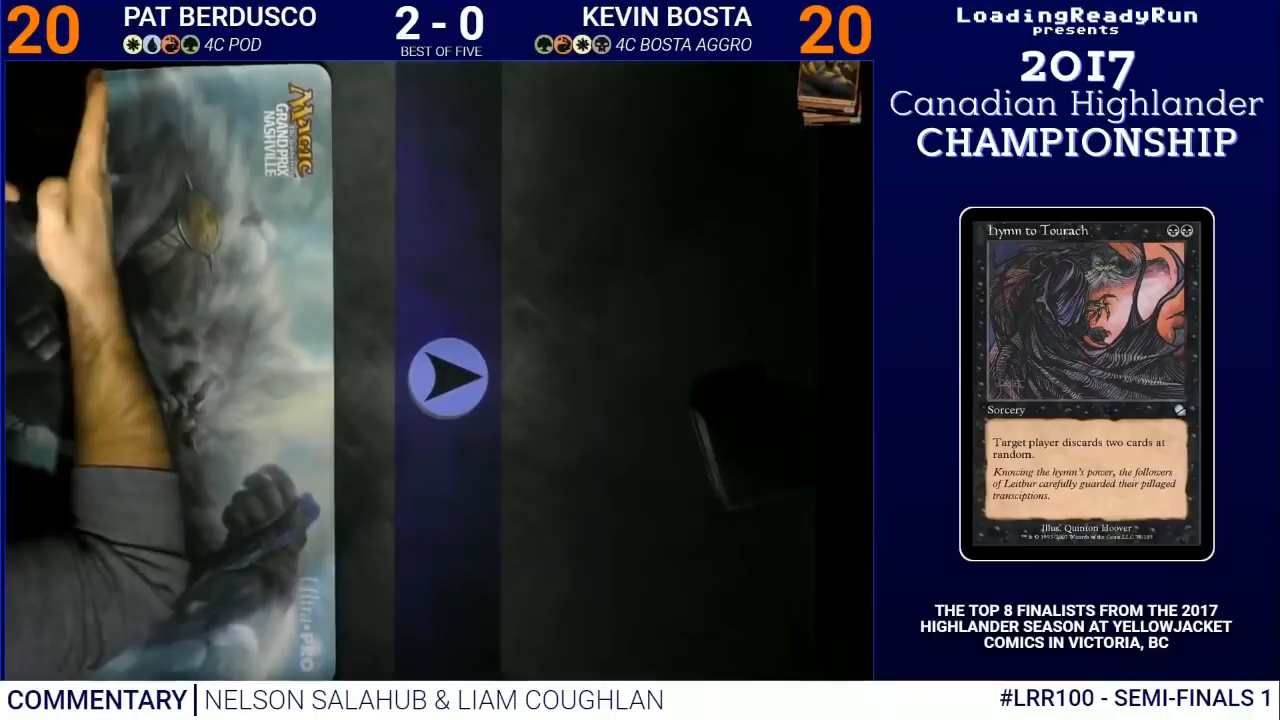 20
PAT BERDUSCO
4C POD
2 - 0
BEST OF FIVE
KEVIN BOSTA
4C BOSTA AGGRO
20
LoadingReadyRun
presents
2017
Canadian Highlander
CHAMPIONSHIP
MAGIC
GRAND PRIX
NASHVILLE
Ultra•PRO
Hymn to Tourach
Sorcery
Target player discards two cards at
random.
Knowing the hymn's power, the followers
of Leitbur carefully guarded their pillaged
transciptions.
Illus. Quinton Hoover
THE TOP 8 FINALISTS FROM THE 2017
HIGHLANDER SEASON AT YELLOWJACKET
COMICS IN VICTORIA, BC
COMMENTARY | NELSON SALAHUB & LIAM COUGHLAN
#LRR100 - SEMI-FINALS 1